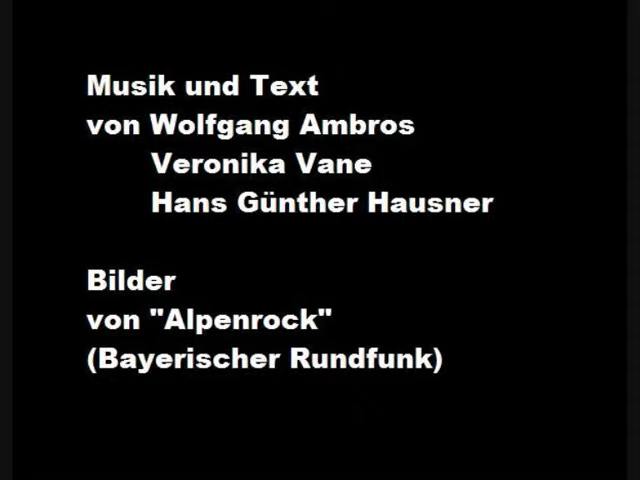 Musik und Text
von Wolfgang Ambros
Veronika Vane
Hans Günther Hausner
Bilder
von "Alpenrock"
(Bayerischer Rundfunk)